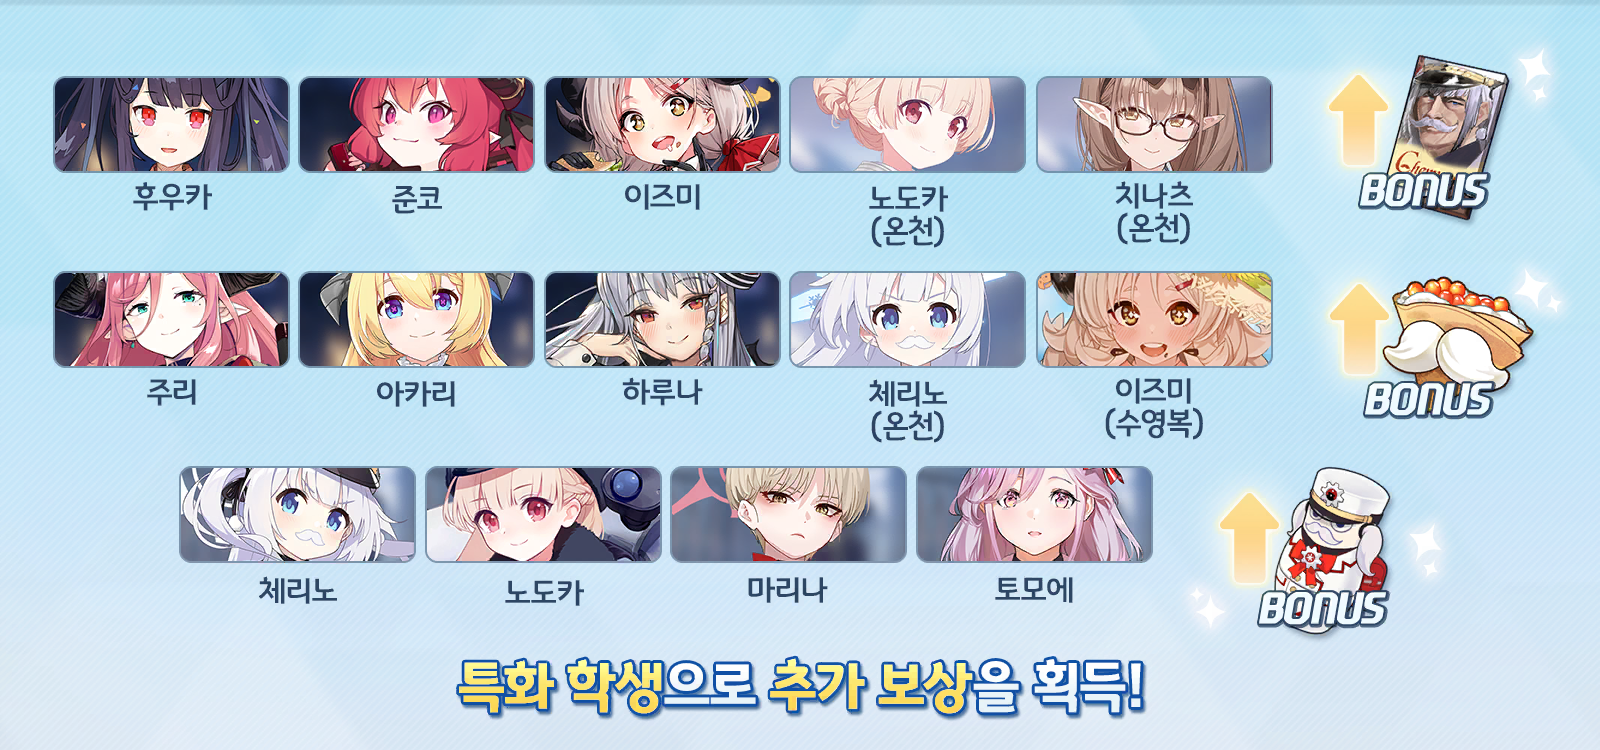 후우카
준코
이즈미
노도카
(온천)
치나츠
(온천)
BONUS
주리
아카리
하루나
체리노
(온천)
이즈미
(수영복)
BONUS
체리노
노도카
마리나
토모에
BONUS
특화 학생으로 추가 보상을 획득!